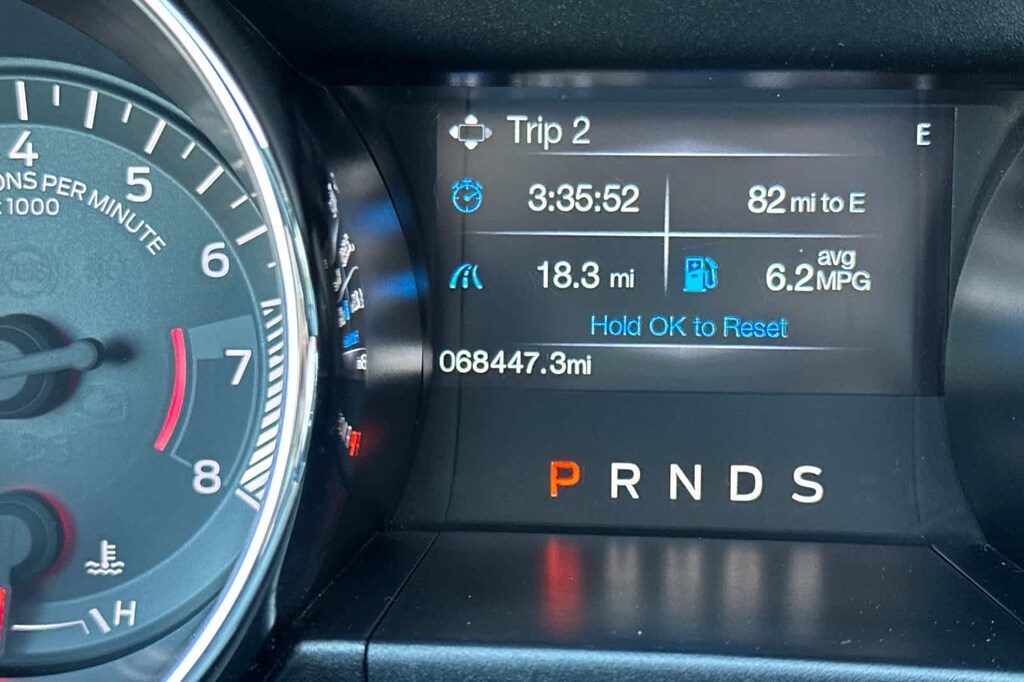 Trip 2
E
3:35:52
82 mi to E
18.3 mi
6.2 avg MPG
Hold OK to Reset
068447.3mi
P R N D S
4
5
6
7
8
ONS PER MINUTE
1000
H